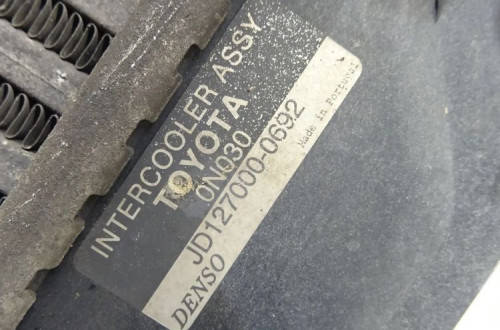 INTERCOOLER ASSY
TOYOTA
0N030
JD127000-0692
DENSO
Made in Portugal